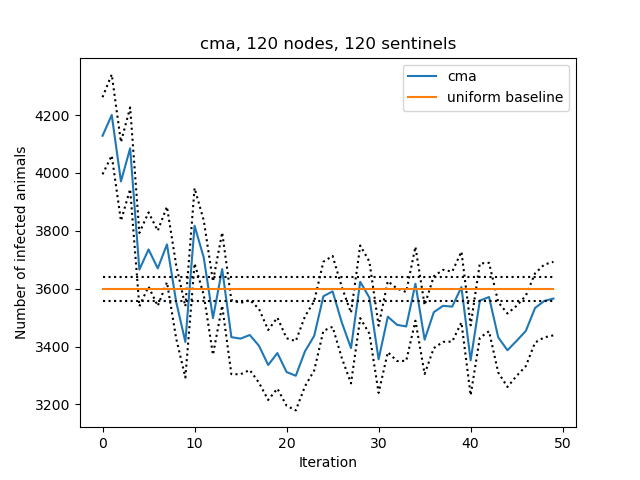 cma, 120 nodes, 120 sentinels
cma
uniform baseline
Number of infected animals
4200
4000
3800
3600
3400
3200
0 10 20 30 40 50
Iteration